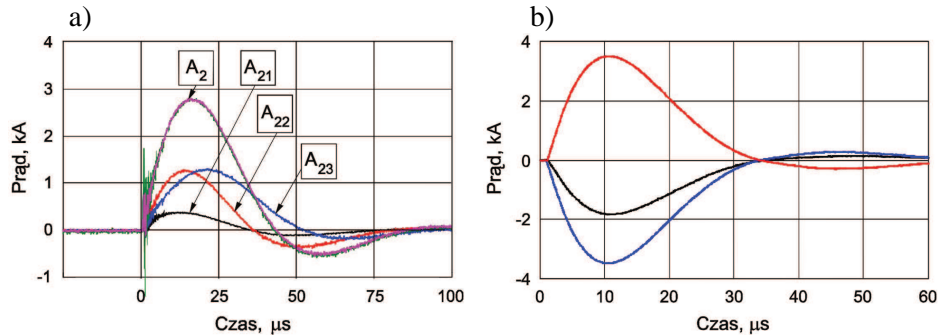 a)
Prąd, kA
4
3
2
1
0
-1
A2
A21
A22
A23
0 25 50 75 100
Czas, μs
b)
Prąd, kA
4
2
0
-2
-4
0 10 20 30 40 50 60
Czas, μs